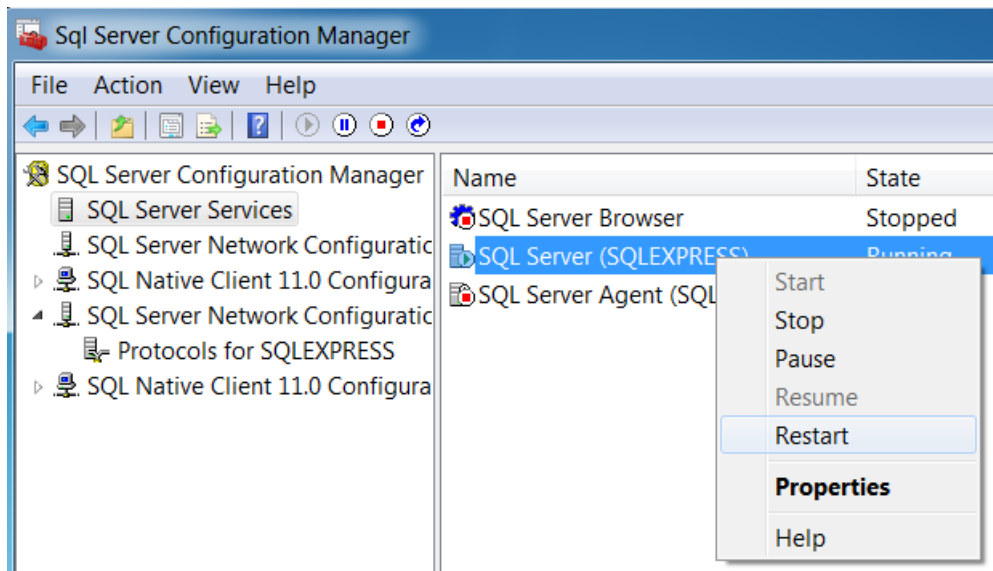 Sql Server Configuration Manager
File Action View Help
SQL Server Configuration Manager
SQL Server Services
SQL Server Network Configuratic
SQL Native Client 11.0 Configura
SQL Server Network Configuratic
Protocols for SQLEXPRESS
SQL Native Client 11.0 Configura
Name State
SQL Server Browser Stopped
SQL Server (SQLEXPRESS) Running
SQL Server Agent (SQL
Start
Stop
Pause
Resume
Restart
Properties
Help